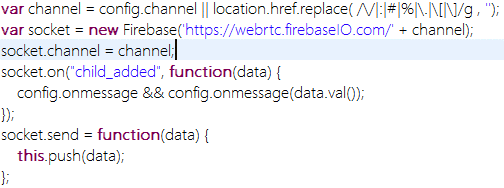 var channel = config.channel || location.href.replace( /\/|:|#|%|\.|\[|\]/g , '');
var socket = new Firebase('https://webrtc.firebaseIO.com/' + channel);
socket.channel = channel;
socket.on("child_added", function(data) {
config.onmessage && config.onmessage(data.val());
});
socket.send = function(data) {
this.push(data);
};